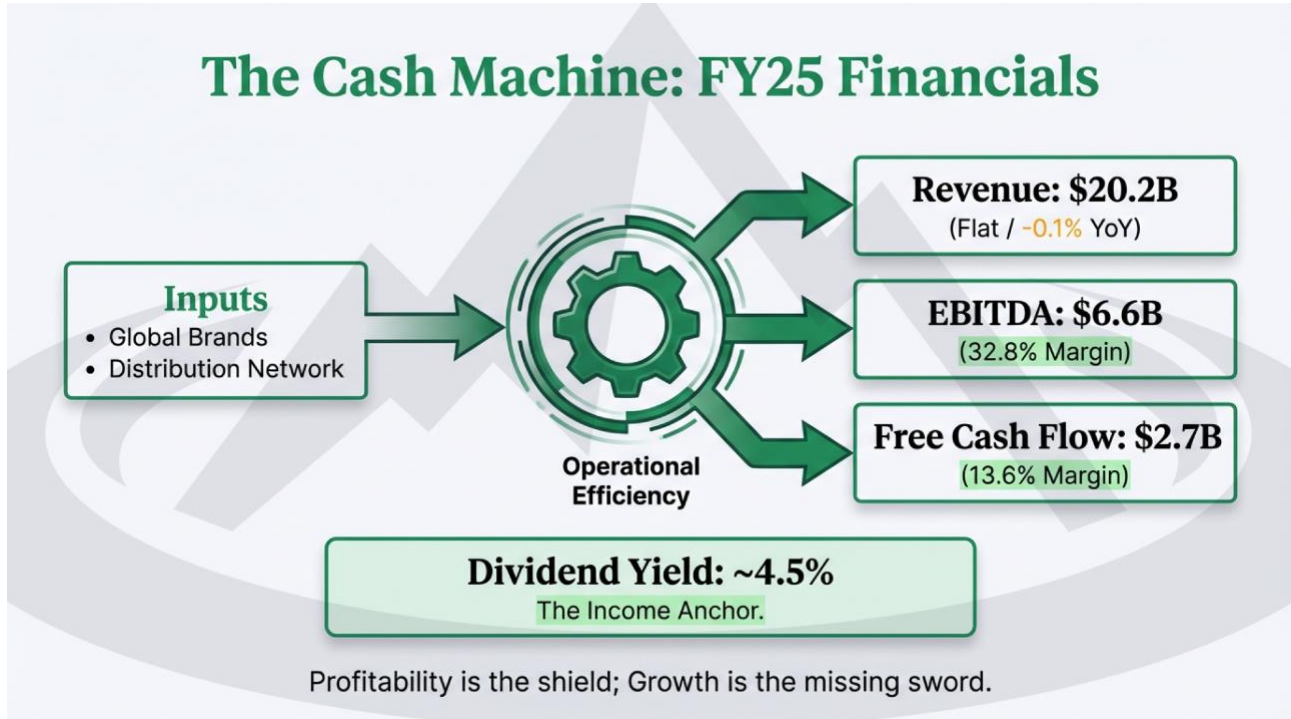 The Cash Machine: FY25 Financials
Inputs
• Global Brands
• Distribution Network
Operational
Efficiency
Revenue: $20.2B
(Flat / -0.1% YoY)
EBITDA: $6.6B
(32.8% Margin)
Free Cash Flow: $2.7B
(13.6% Margin)
Dividend Yield: ~4.5%
The Income Anchor.
Profitability is the shield; Growth is the missing sword.